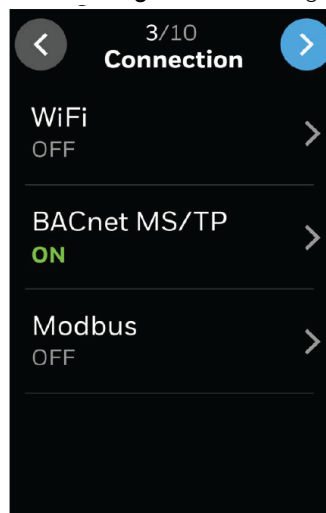 3/10
Connection
WiFi
OFF
BACnet MS/TP
ON
Modbus
OFF